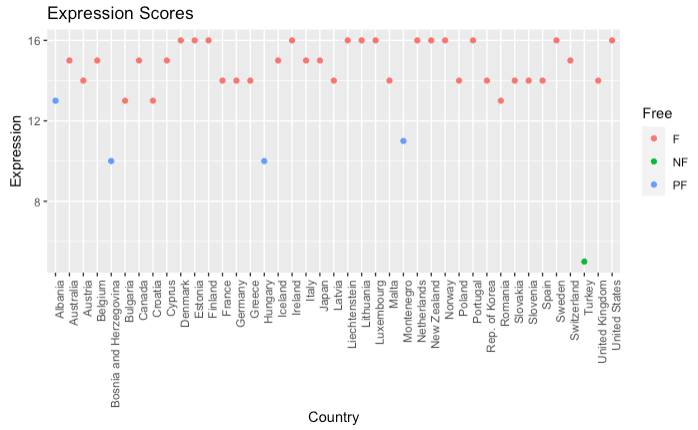 Expression Scores
16
12
8
Expression
Albania
Australia
Austria
Belgium
Bosnia and Herzegovina
Bulgaria
Canada
Croatia
Cyprus
Denmark
Estonia
Finland
France
Germany
Greece
Hungary
Iceland
Ireland
Italy
Japan
Latvia
Liechtenstein
Lithuania
Luxembourg
Malta
Montenegro
Netherlands
New Zealand
Norway
Poland
Portugal
Rep. of Korea
Romania
Slovakia
Slovenia
Spain
Sweden
Switzerland
Turkey
United Kingdom
United States
Country
Free
F
NF
PF